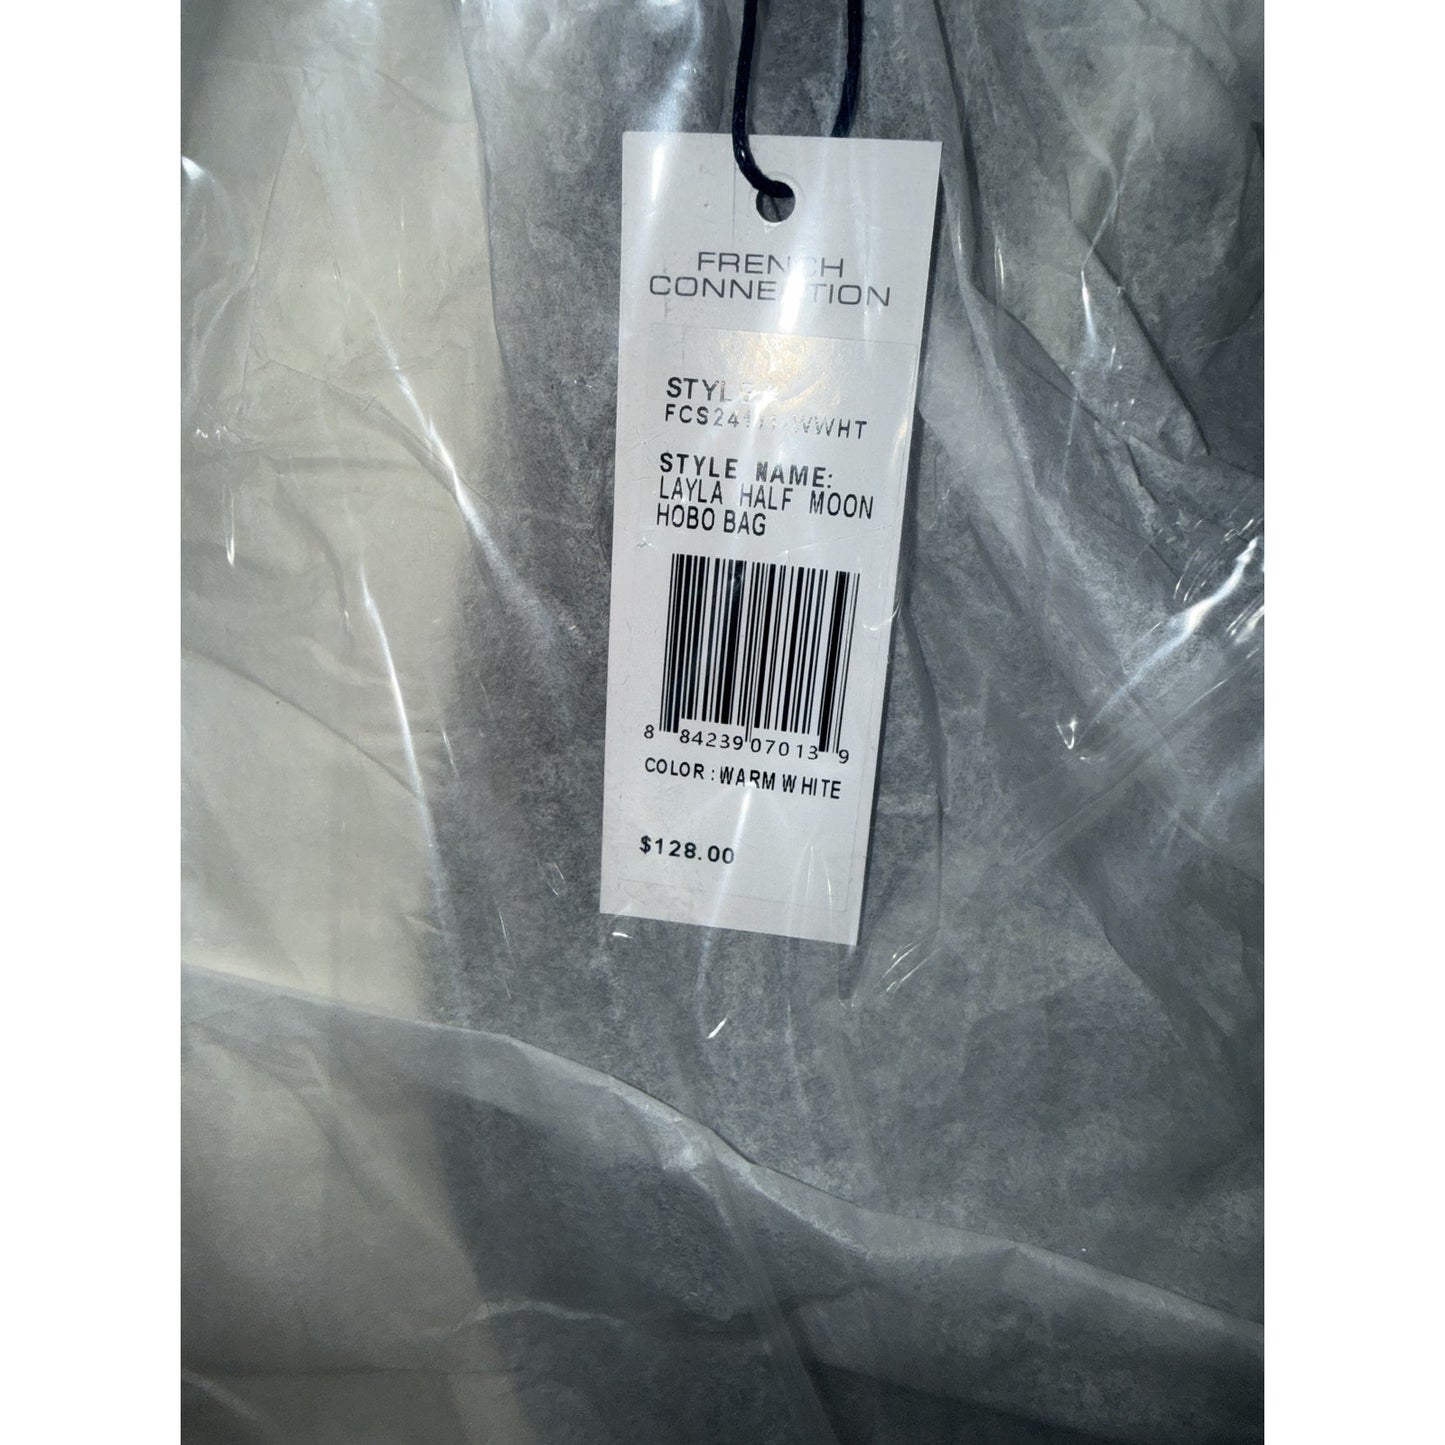 FRENCH
CONNECTION
STYLE
STYLE NAME:
LAYLA HALF MOON
HOBO BAG
8 84239 07013 9
COLOR: WARM WHITE
$128.00